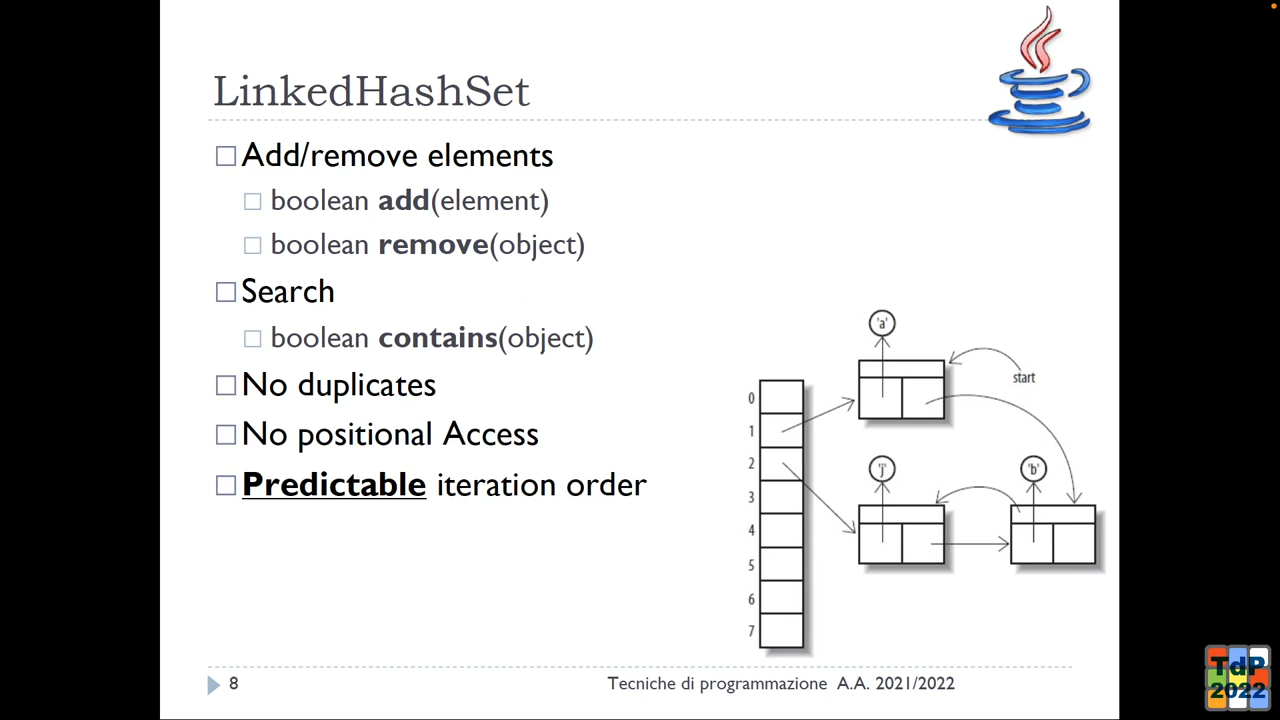 LinkedHashSet
Add/remove elements
boolean add(element)
boolean remove(object)
Search
boolean contains(object)
No duplicates
No positional Access
Predictable iteration order
'a'
start
0
1
2
3
4
5
6
7
'j'
'b'
8
Tecniche di programmazione A.A. 2021/2022
TdP
2022